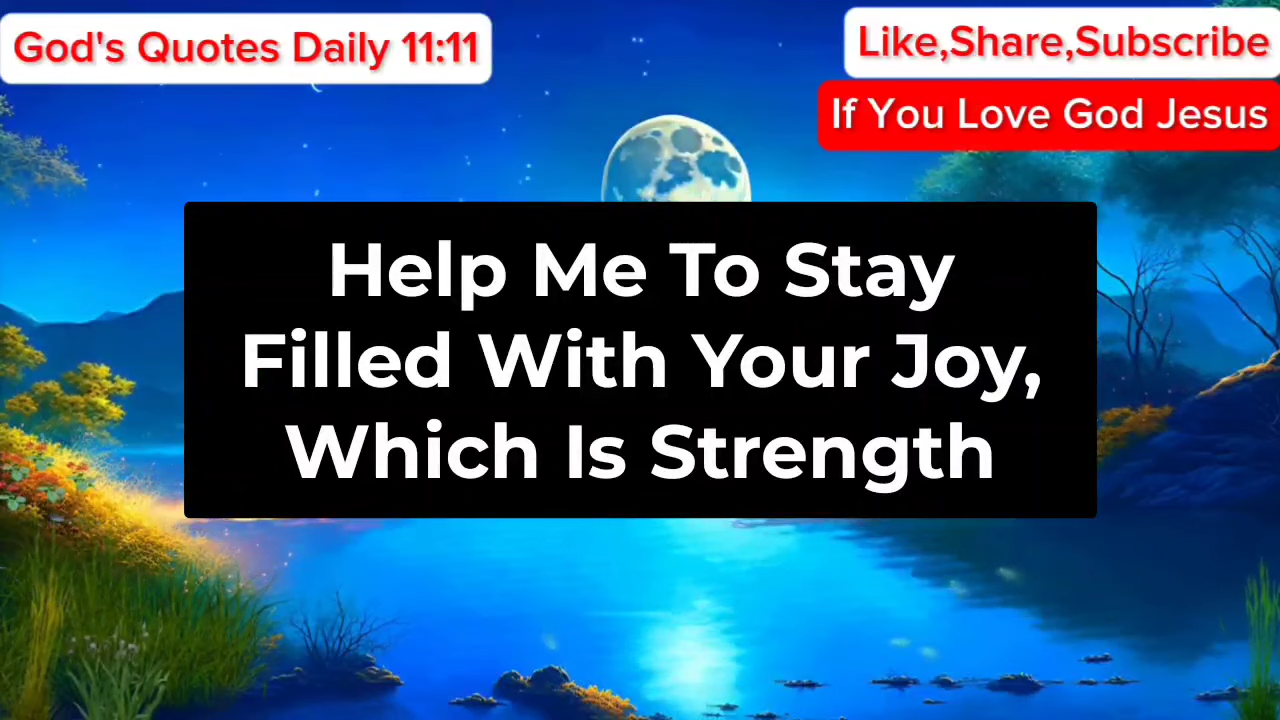 God's Quotes Daily 11:11
Like,Share,Subscribe
If You Love God Jesus
Help Me To Stay
Filled With Your Joy,
Which Is Strength